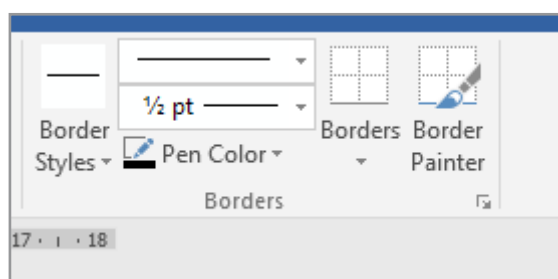 ½ pt
Border Styles
Pen Color
Borders
Border Painter
Borders
17 · ı · 18